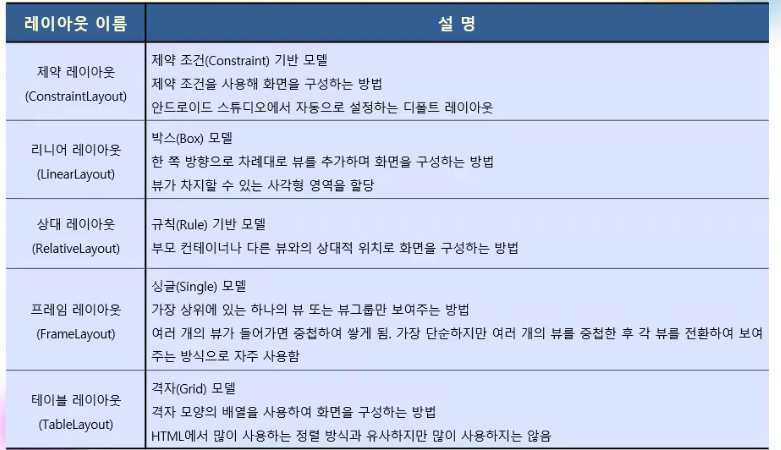 레이아웃 이름
설 명
제약 레이아웃
(ConstraintLayout)
제약 조건(Constraint) 기반 모델
제약 조건을 사용해 화면을 구성하는 방법
안드로이드 스튜디오에서 자동으로 설정하는 디폴트 레이아웃
리니어 레이아웃
(LinearLayout)
박스(Box) 모델
한 쪽 방향으로 차례대로 뷰를 추가하며 화면을 구성하는 방법
뷰가 차지할 수 있는 사각형 영역을 할당
상대 레이아웃
(RelativeLayout)
규칙(Rule) 기반 모델
부모 컨테이너나 다른 뷰와의 상대적 위치로 화면을 구성하는 방법
프레임 레이아웃
(FrameLayout)
싱글(Single) 모델
가장 상위에 있는 하나의 뷰 또는 뷰그룹만 보여주는 방법
여러 개의 뷰가 들어가면 중첩하여 쌓게 됨. 가장 단순하지만 여러 개의 뷰를 중첩한 후 각 뷰를 전환하여 보여
주는 방식으로 자주 사용함
테이블 레이아웃
(TableLayout)
격자(Grid) 모델
격자 모양의 배열을 사용하여 화면을 구성하는 방법
HTML에서 많이 사용하는 정렬 방식과 유사하지만 많이 사용하지는 않음